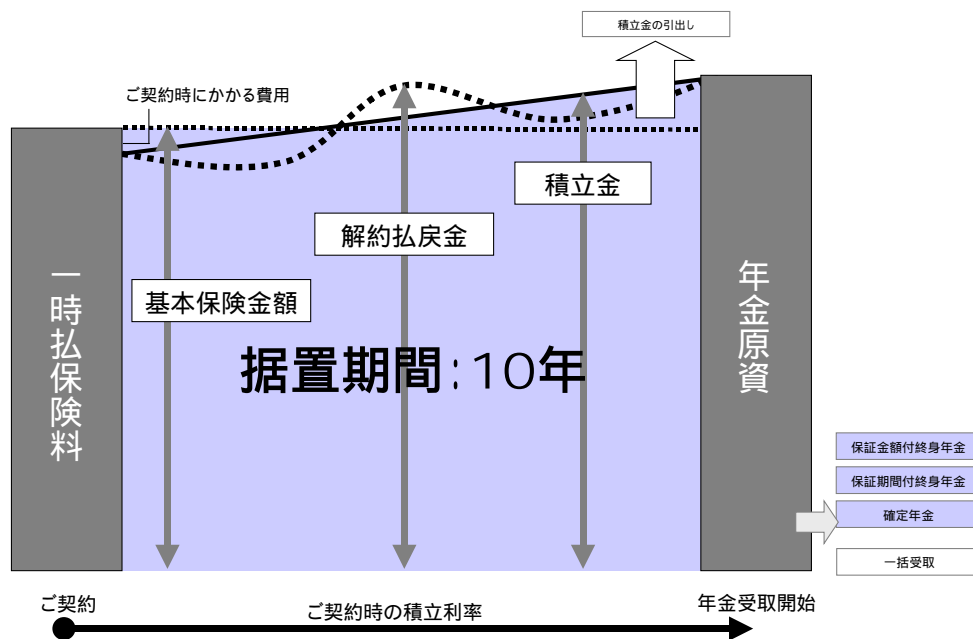 積立金の引出し
ご契約時にかかる費用
積立金
解約払戻金
基本保険金額
一時払保険料
年金原資
据置期間:10年
保証金額付終身年金
保証期間付終身年金
確定年金
一括受取
ご契約
ご契約時の積立利率
年金受取開始